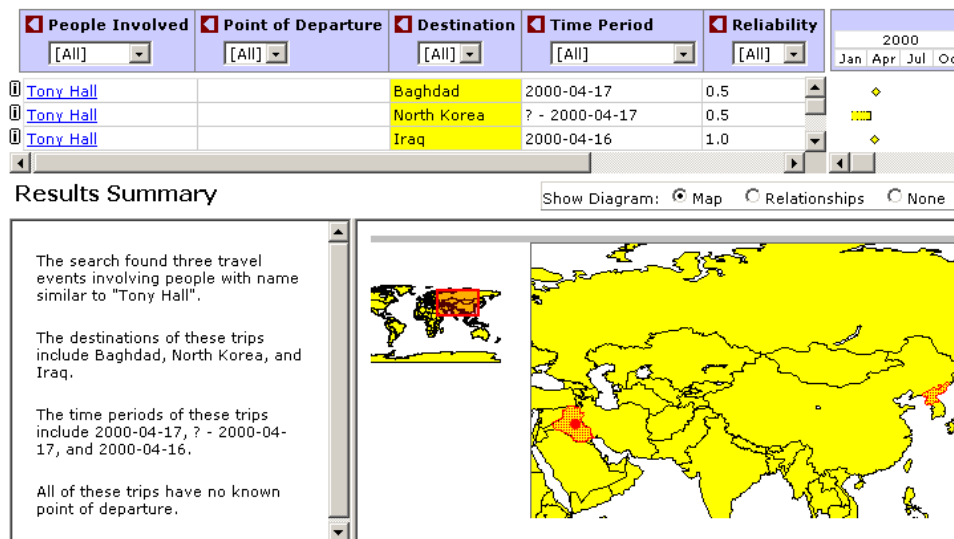 People Involved Point of Departure Destination Time Period Reliability
[All] [All] [All] [All] [All]
2000
Jan Apr Jul Oc
Tony Hall Baghdad 2000-04-17 0.5
Tony Hall North Korea ? - 2000-04-17 0.5
Tony Hall Iraq 2000-04-16 1.0
Results Summary
Show Diagram: Map Relationships None
The search found three travel
events involving people with name
similar to "Tony Hall".
The destinations of these trips
include Baghdad, North Korea, and
Iraq.
The time periods of these trips
include 2000-04-17, ? - 2000-04-
17, and 2000-04-16.
All of these trips have no known
point of departure.